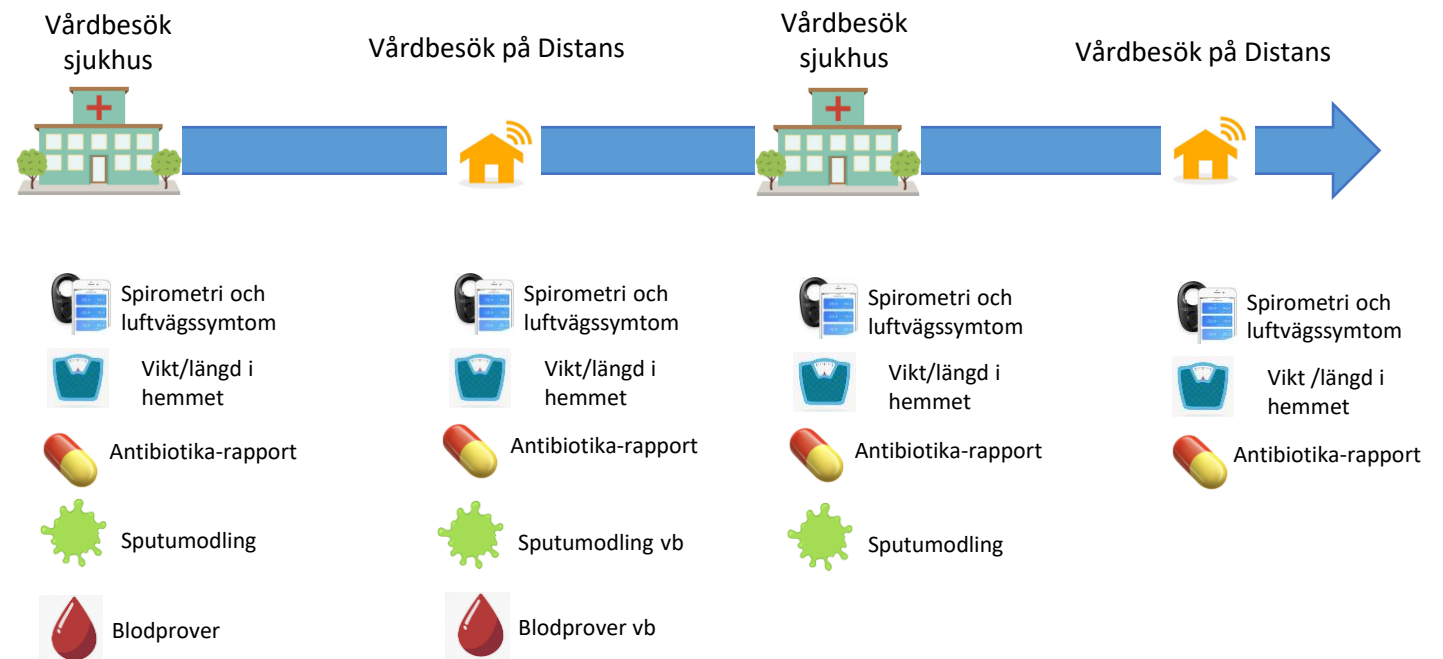 Vårdbesök
sjukhus
Vårdbesök på Distans
Vårdbesök
sjukhus
Vårdbesök på Distans
Spirometri och
luftvägssymtom
Vikt/längd i
hemmet
Antibiotika-rapport
Sputumodling
Blodprover
Spirometri och
luftvägssymtom
Vikt/längd i
hemmet
Antibiotika-rapport
Sputumodling vb
Blodprover vb
Spirometri och
luftvägssymtom
Vikt/längd i
hemmet
Antibiotika-rapport
Sputumodling
Spirometri och
luftvägssymtom
Vikt /längd i
hemmet
Antibiotika-rapport